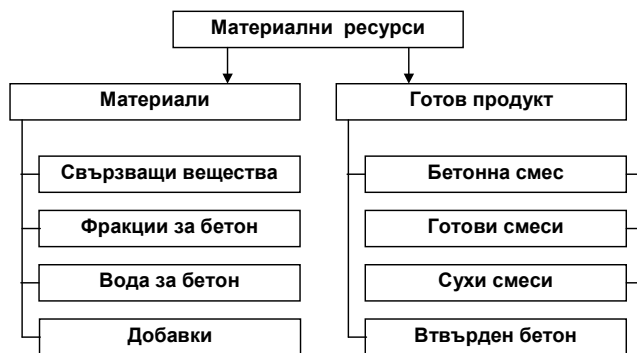 Материални ресурси
Материали
Готов продукт
Свързващи вещества
Бетонна смес
Фракции за бетон
Готови смеси
Вода за бетон
Сухи смеси
Добавки
Втвърден бетон